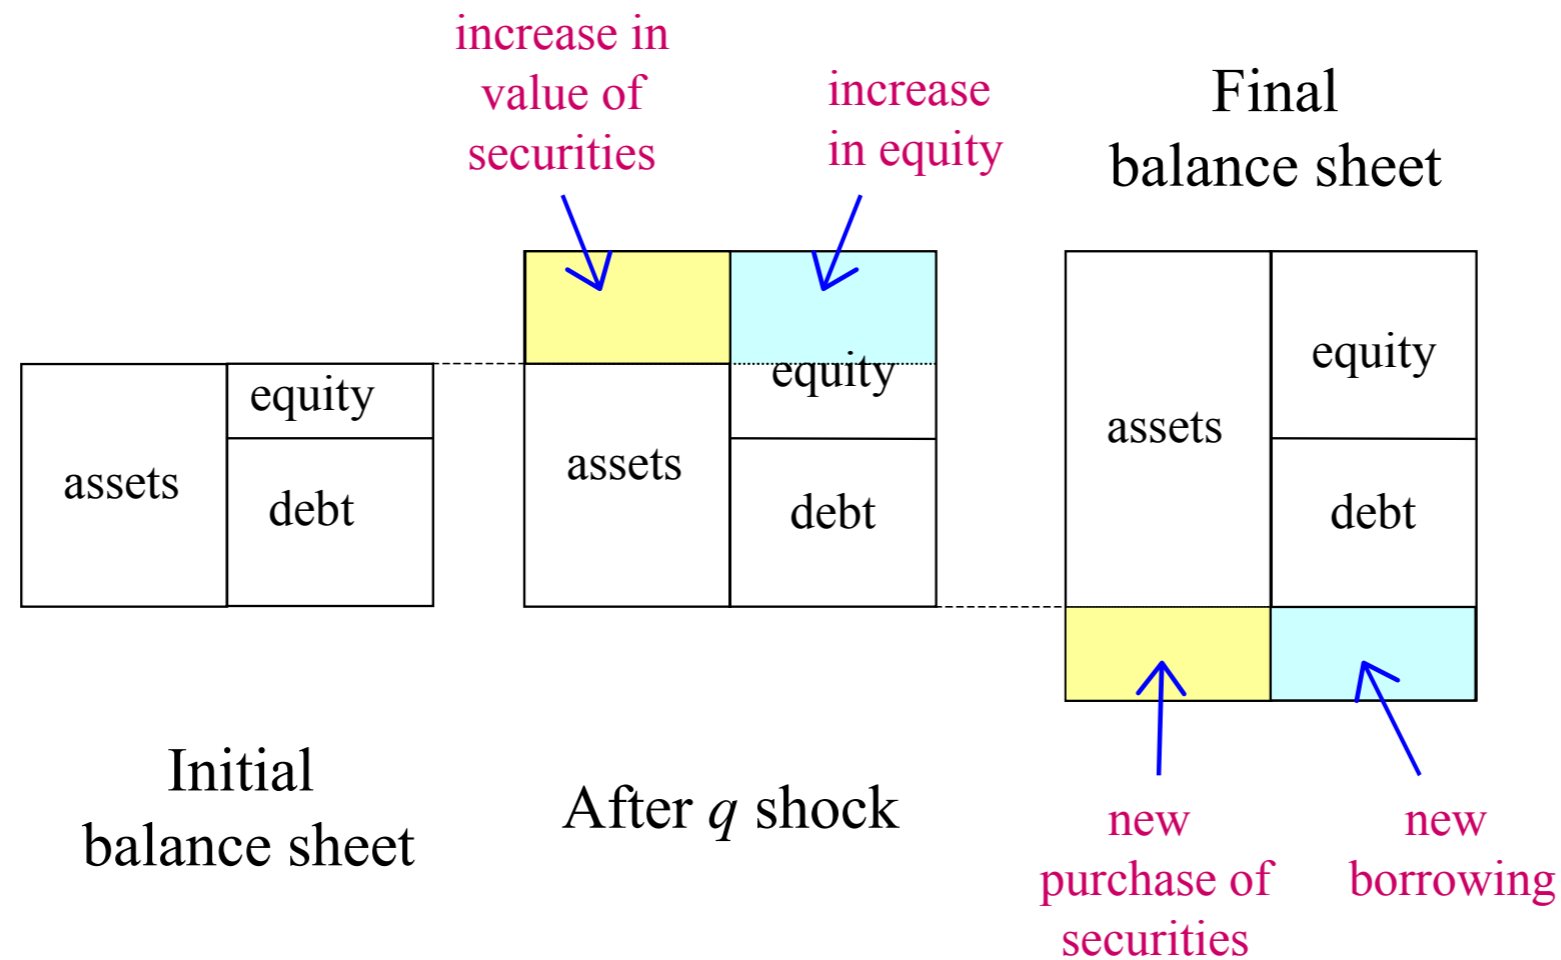 increase in
value of
securities
increase
in equity
Final
balance sheet
assets
equity
debt
assets
equity
debt
assets
equity
debt
Initial
balance sheet
After q shock
new
purchase of
securities
new
borrowing